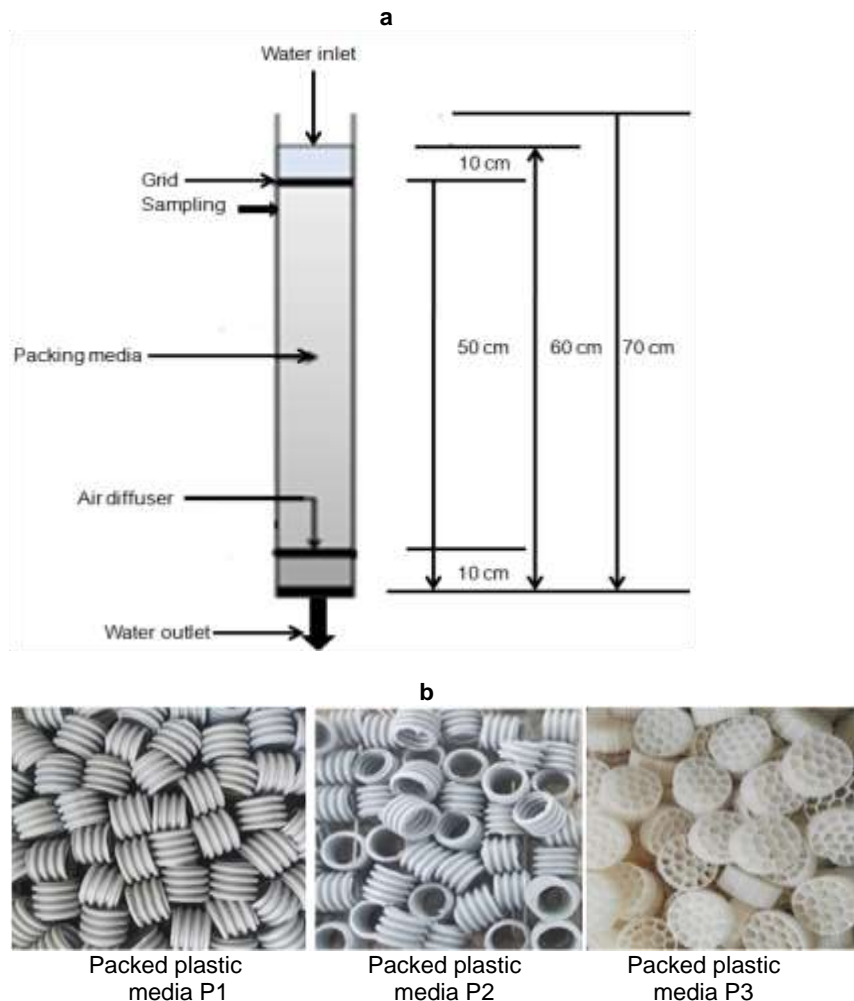 a
Water inlet
10 cm
Grid
Sampling
Packing media
50 cm
60 cm
70 cm
Air diffuser
10 cm
Water outlet
b
Packed plastic
media P1
Packed plastic
media P2
Packed plastic
media P3